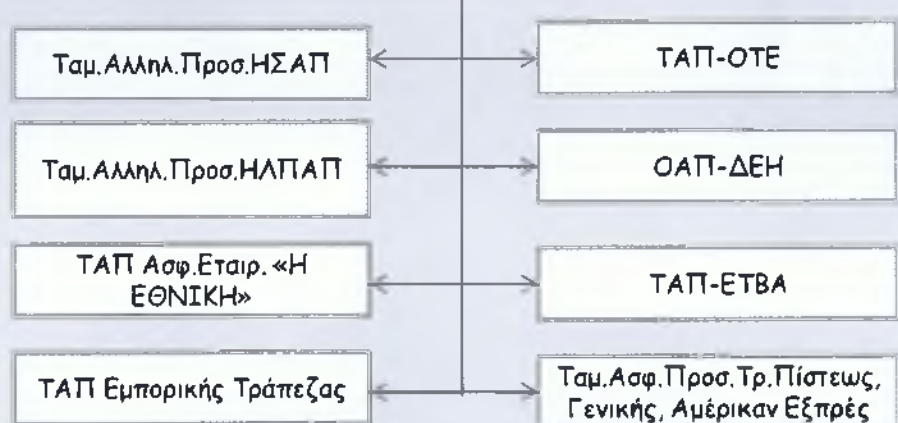 Ταμ.Αλληλ.Προσ.ΗΣΑΠ
ΤΑΠ-ΟΤΕ
Ταμ.Αλληλ.Προσ.ΗΛΠΑΠ
ΟΑΠ-ΔΕΗ
ΤΑΠ Ασφ.Εταιρ. «Η
ΕΘΝΙΚΗ»
ΤΑΠ-ΕΤΒΑ
ΤΑΠ Εμπορικής Τράπεζας
Ταμ.Ασφ.Προσ.Τρ.Πίστεως,
Γενικής, Αμέρικαν Εξπρές